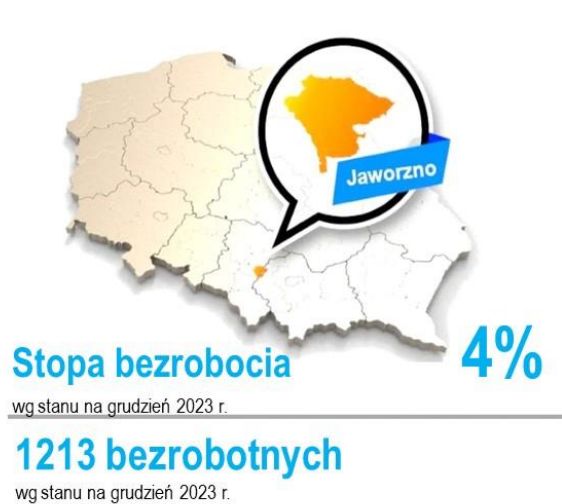 Jaworzno
Stopa bezrobocia 4%
wg stanu na grudzień 2023 r.
1213 bezrobotnych
wg stanu na grudzień 2023 r.